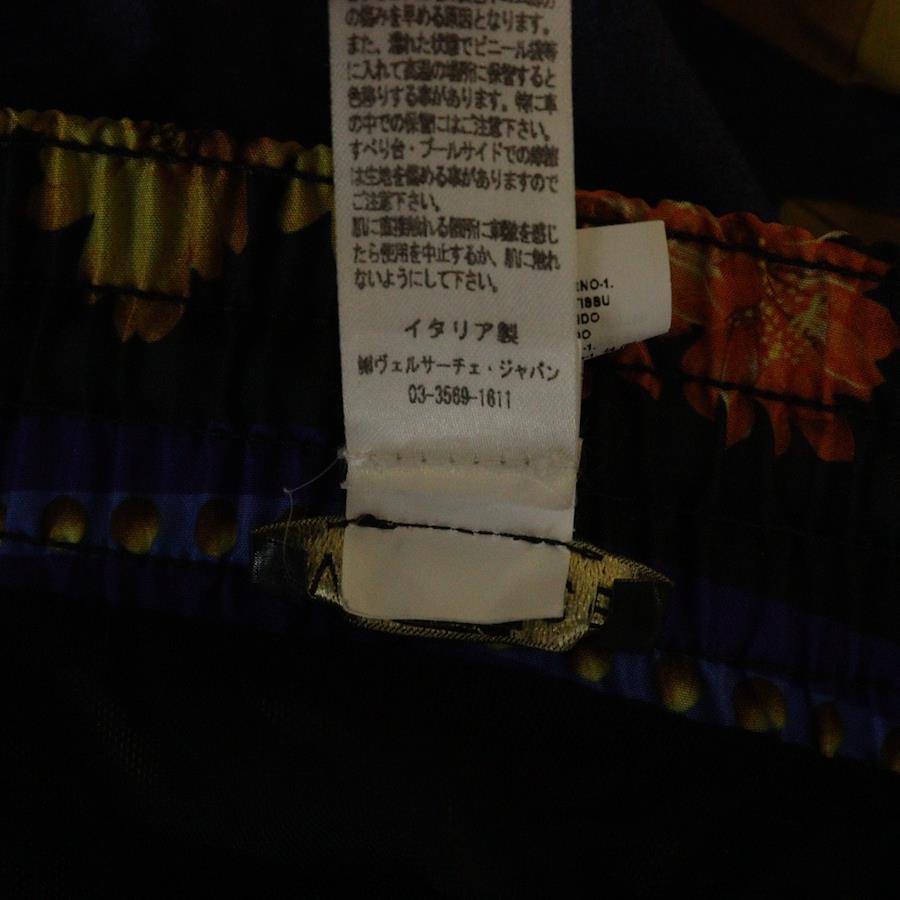 の傷みを早める原因となります。
また、濡れた状態でビニール袋等
に入れて高温の場所に保管すると
色移りする事があります。特に車
の中での保管にはご注意下さい。
すべり台・プールサイドでの摩擦
は生地を傷める事がありますので
ご注意下さい。
肌に直接触れる箇所に刺激を感じ
たら使用を中止するか、肌に触れ
ないようにして下さい。
イタリア製
㈱ヴェルサーチェ・ジャパン
03-3569-1611
NO-1.
TISSU